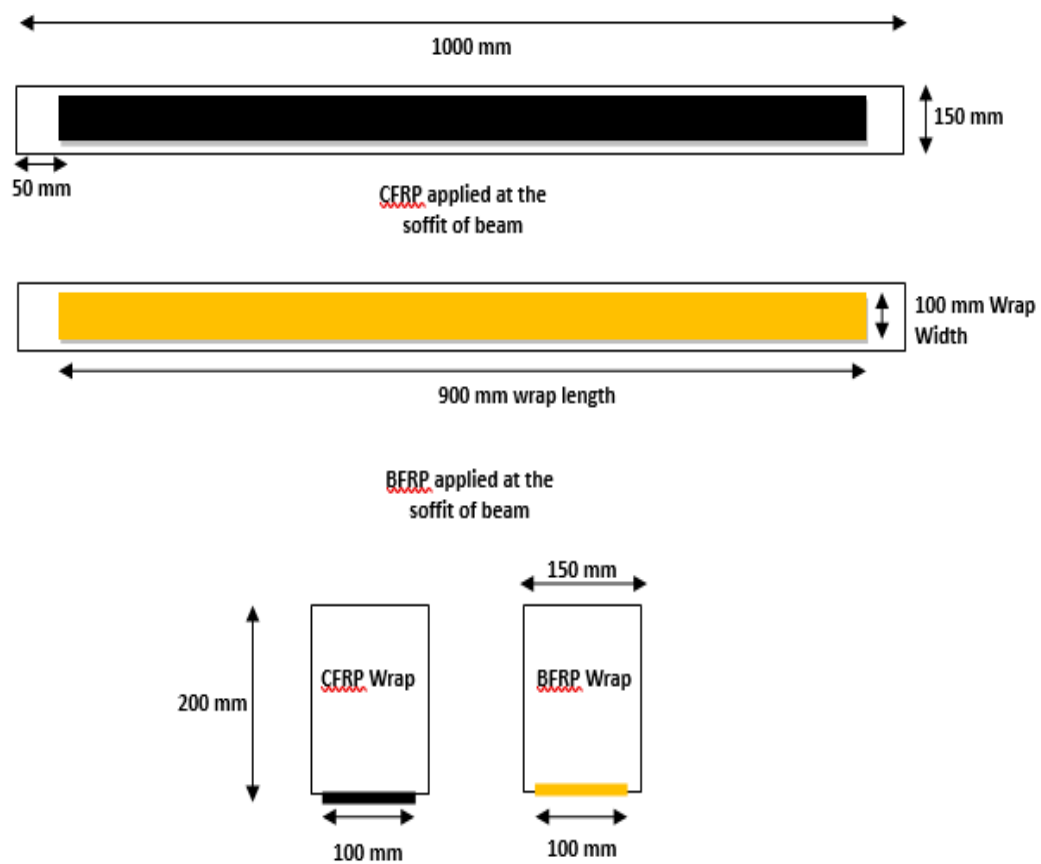 1000 mm
150 mm
50 mm
CFRP applied at the
soffit of beam
100 mm Wrap
Width
900 mm wrap length
BFRP applied at the
soffit of beam
150 mm
CFRP Wrap
BFRP Wrap
200 mm
100 mm
100 mm